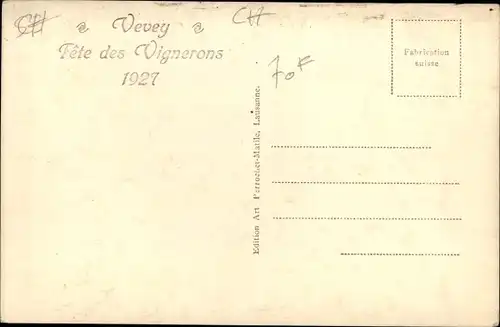 CH
Vevey
Fête des Vignerons
1927
CH
70F
Fabrication
suisse
Edition Art Perrochet-Matile, Lausanne.